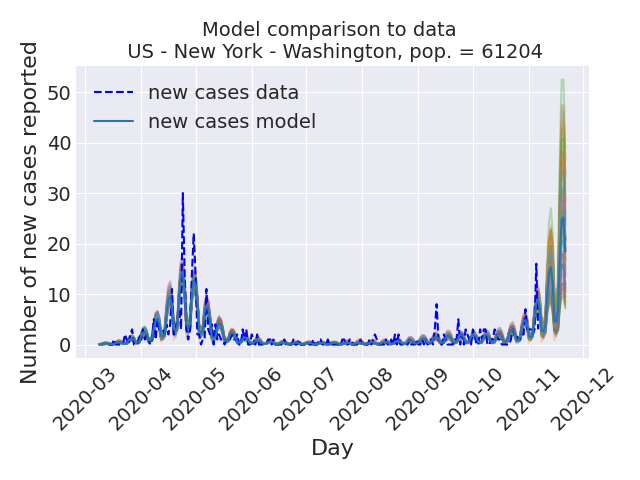 Model comparison to data
US - New York - Washington, pop. = 61204
Number of new cases reported
50
40
30
20
10
0
new cases data
new cases model
2020-03
2020-04
2020-05
2020-06
2020-07
2020-08
2020-09
2020-10
2020-11
2020-12
Day